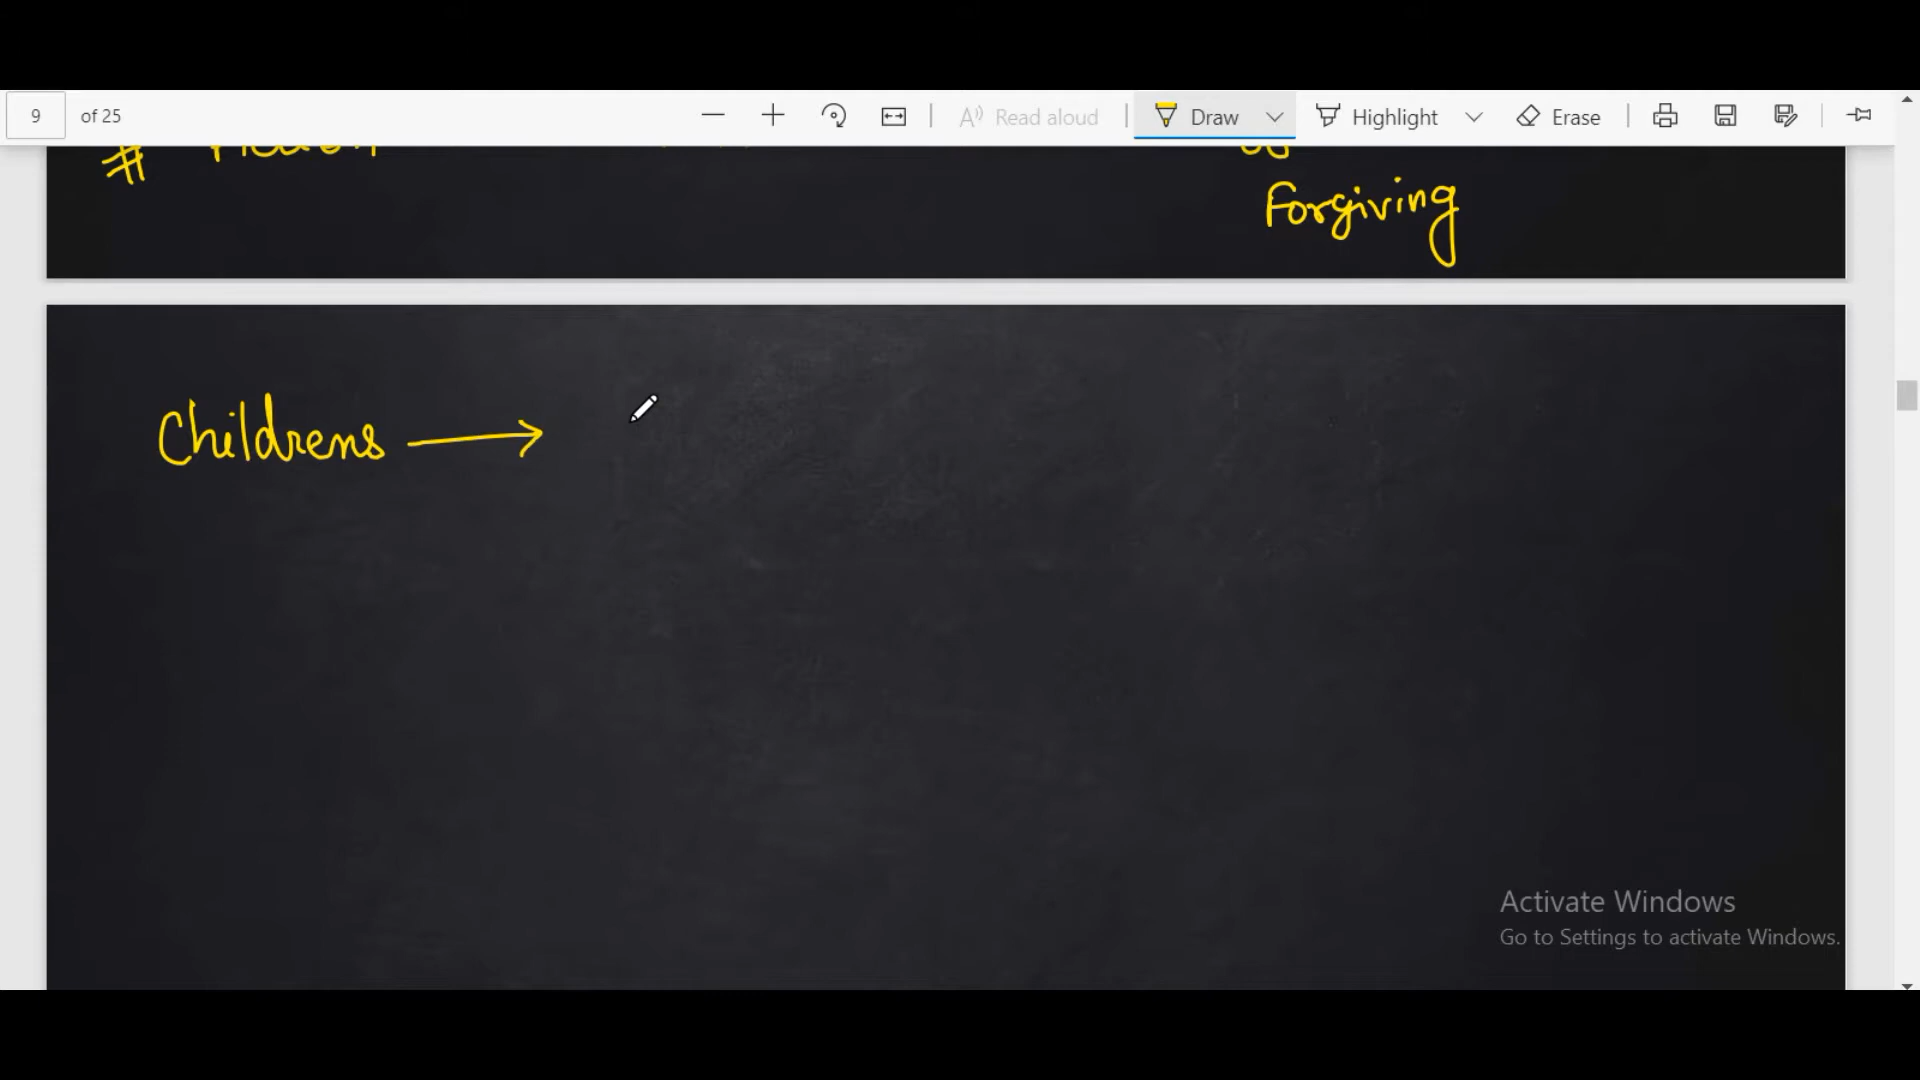 9 of 25 Read aloud Draw Highlight Erase
#
Forgiving
Childrens →
Activate Windows
Go to Settings to activate Windows.